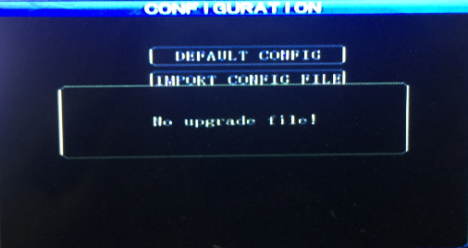 CONFIGURATION
DEFAULT CONFIG
IMPORT CONFIG FILE
No upgrade file!